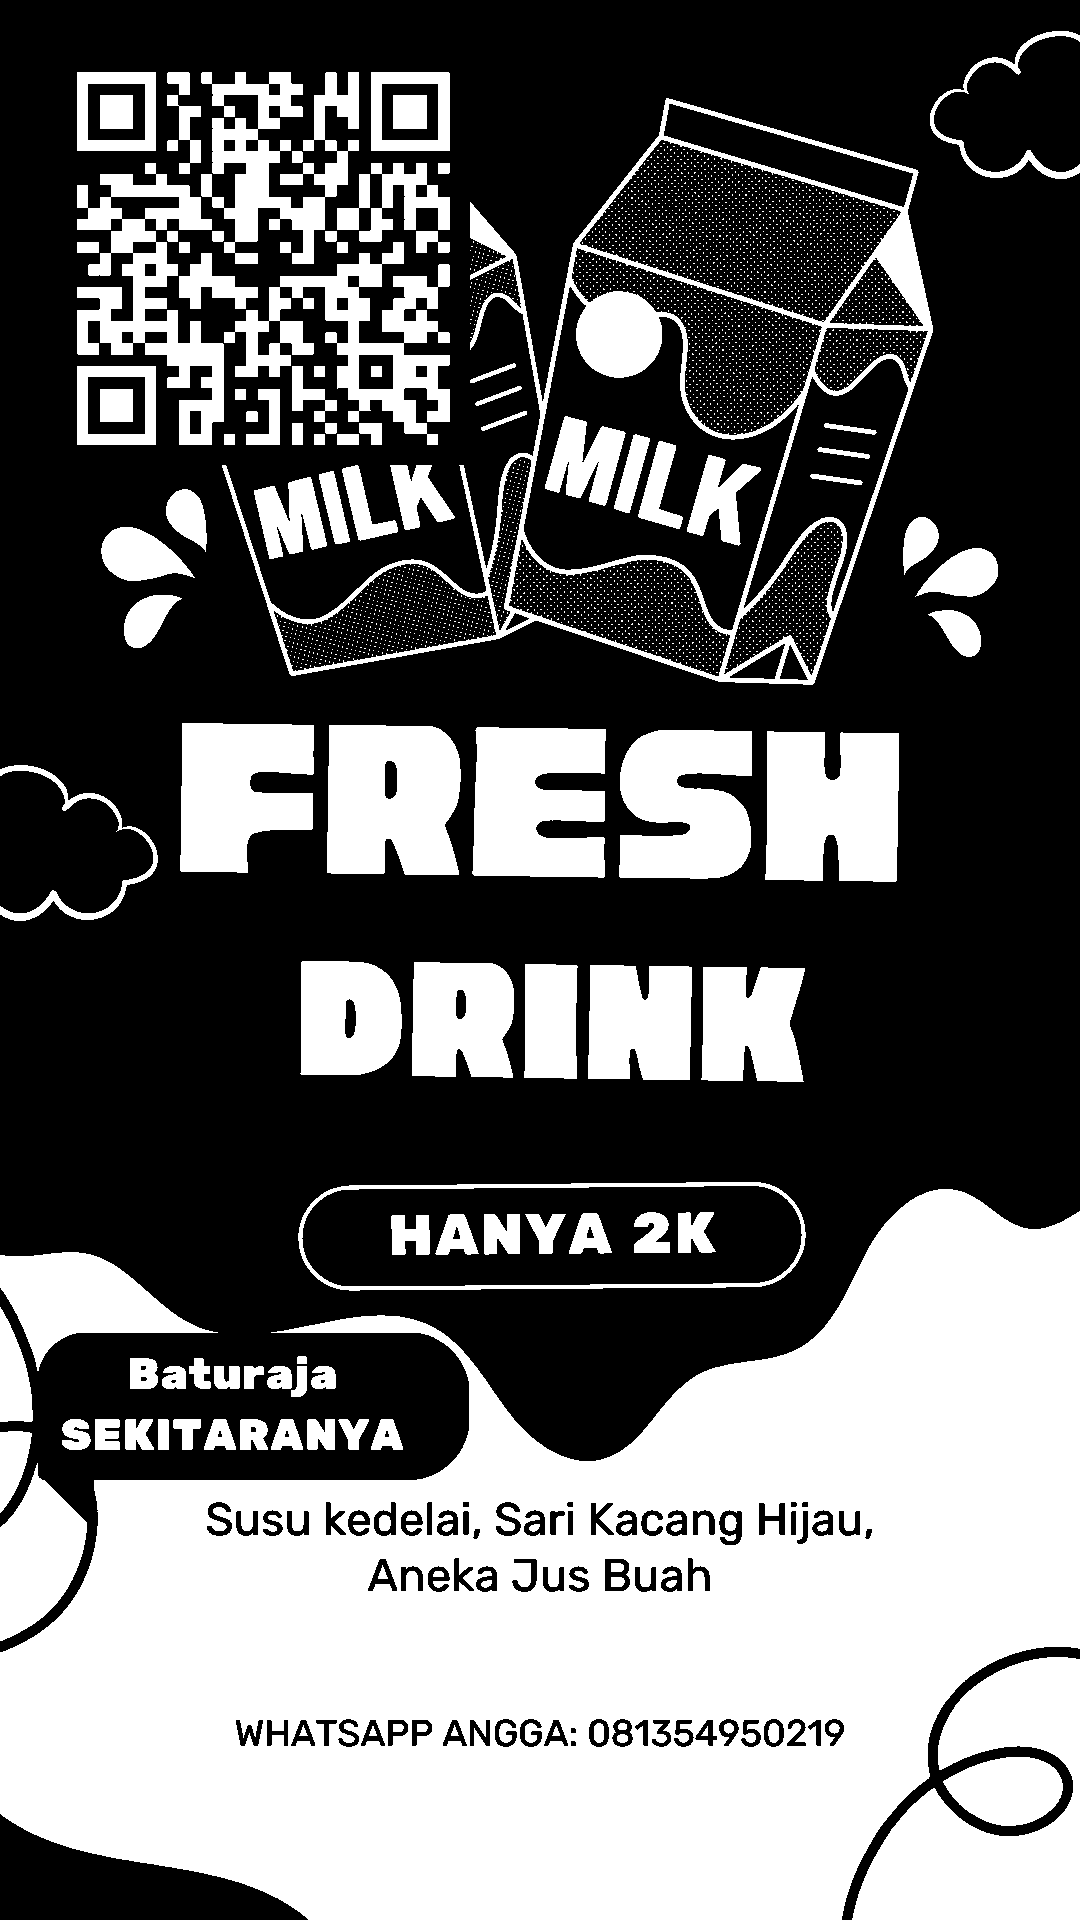 MILK
MILK
FRESH
DRINK
HANYA 2K
Baturaja
SEKITARANYA
Susu kedelai, Sari Kacang Hijau,
Aneka Jus Buah
WHATSAPP ANGGA: 081354950219